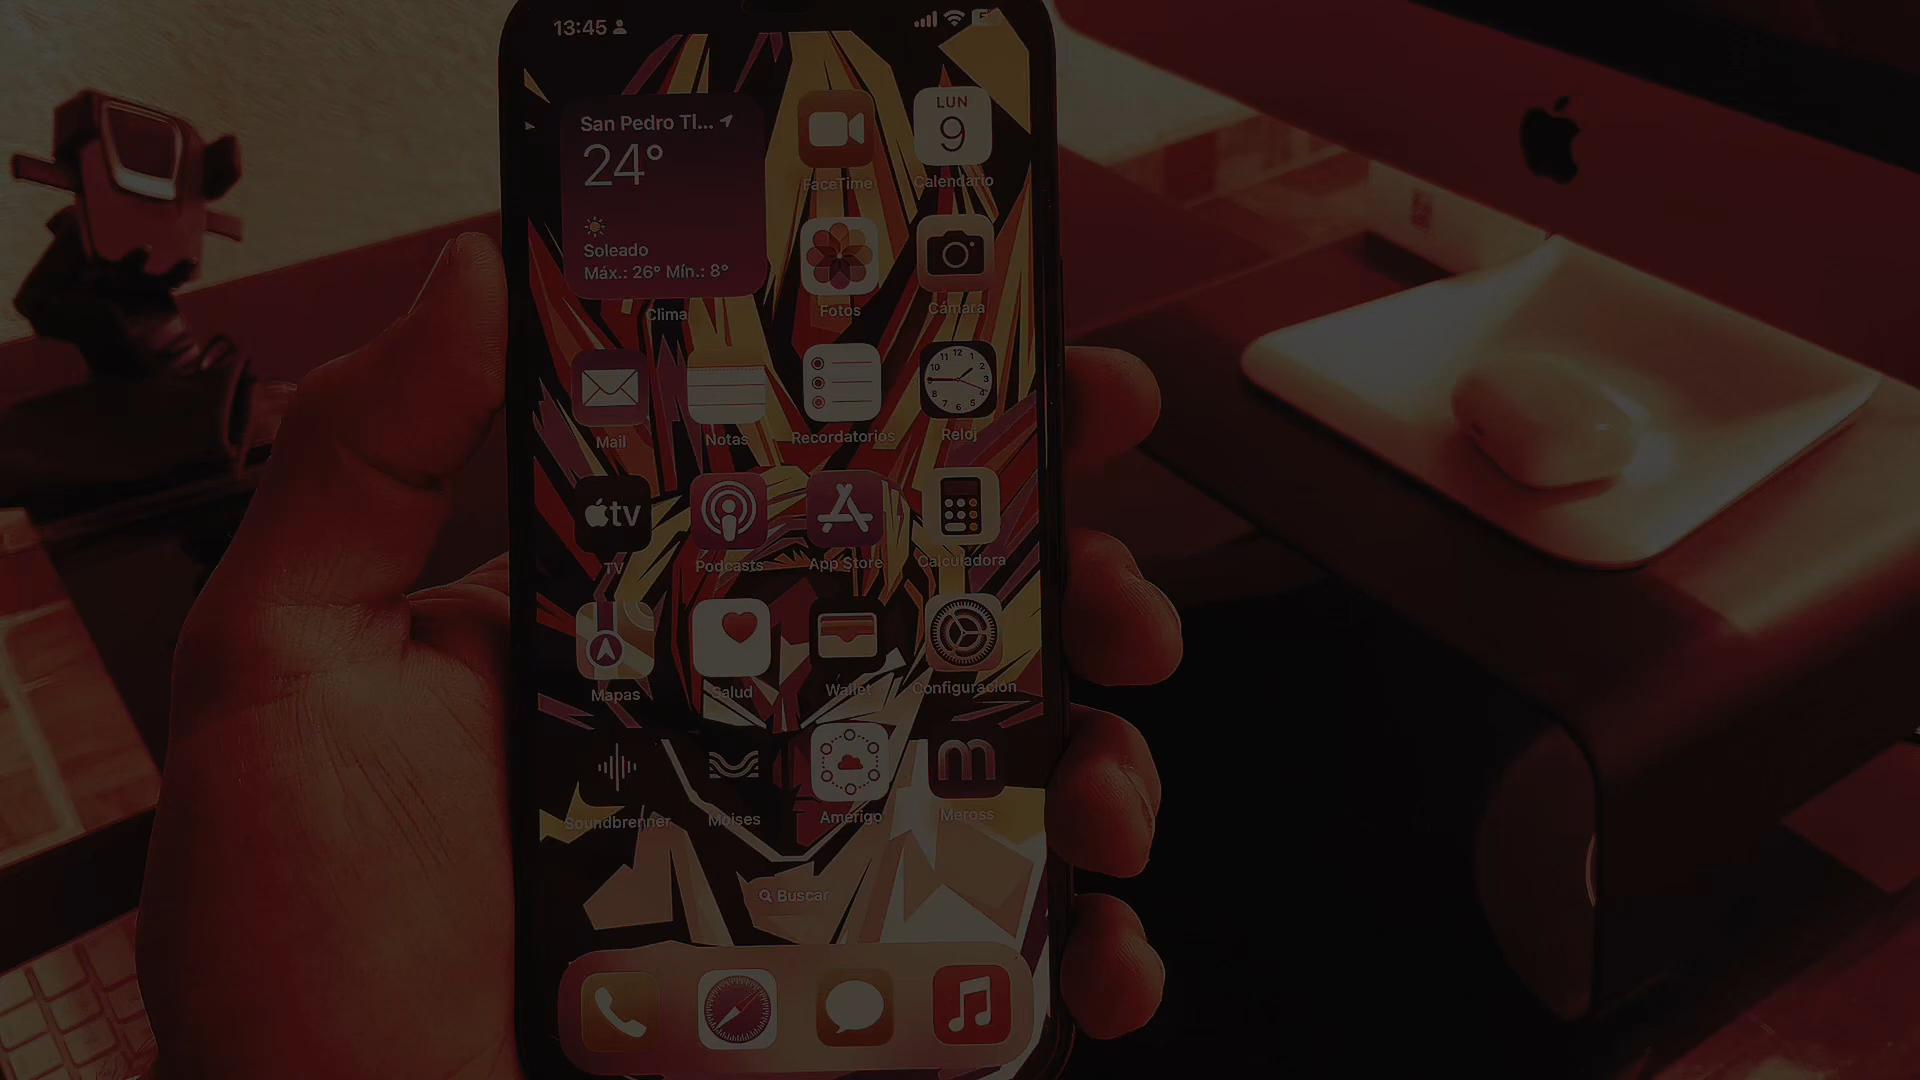 13:45
San Pedro Tl...
24°
Soleado
Máx.: 26° Mín.: 8°
Clima
FaceTime
LUN
9
Calendario
Fotos
Cámara
Mail
Notas
Recordatorios
Reloj
tv
TV
Podcasts
App Store
Calculadora
Mapas
Salud
Wallet
Configuración
Soundbrenner
Moises
Amérigo
m
Meross
Buscar